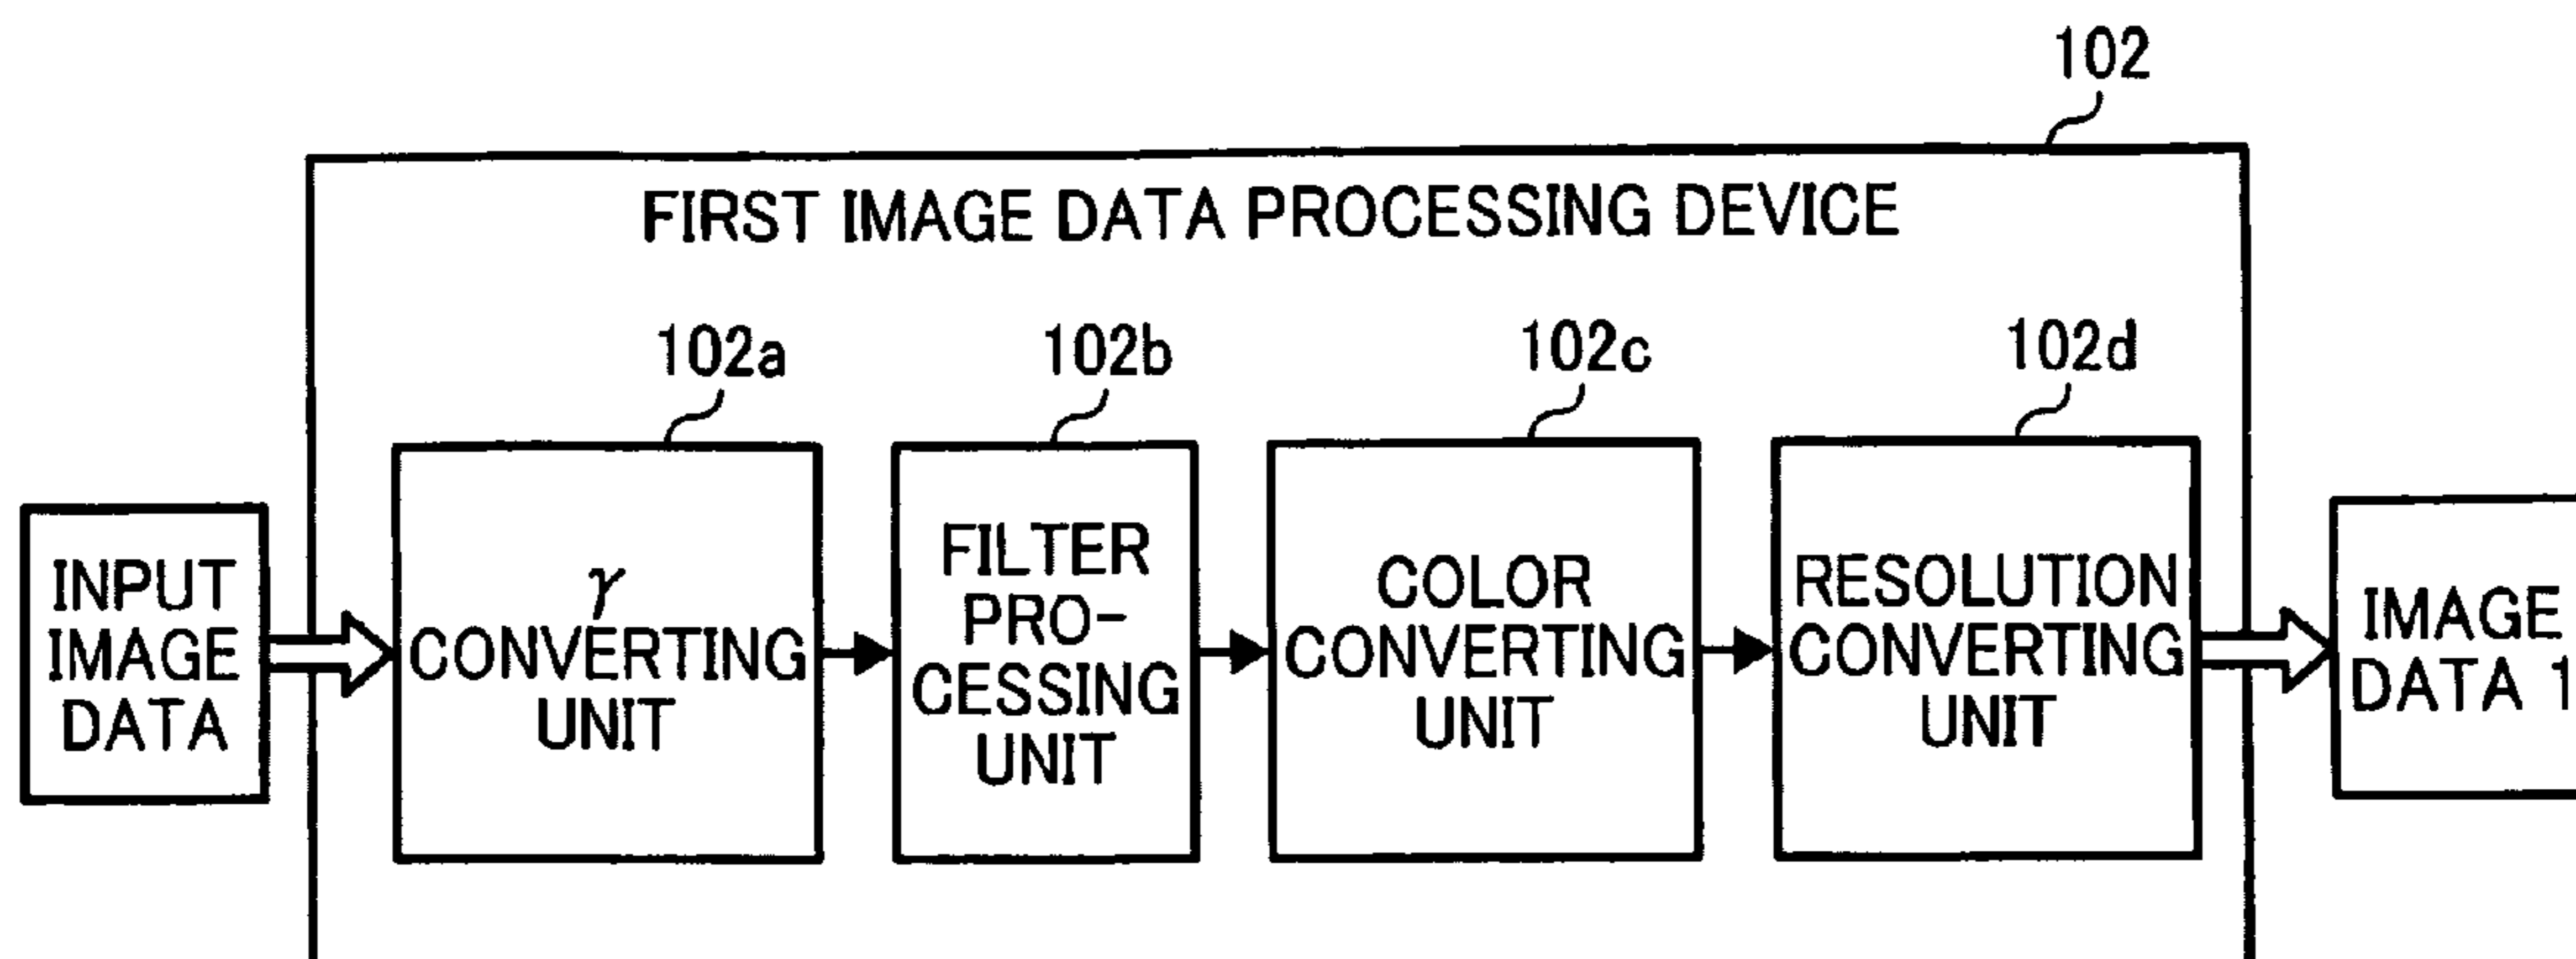 102
FIRST IMAGE DATA PROCESSING DEVICE
102a
102b
102c
102d
INPUT
IMAGE
DATA
γ
CONVERTING
UNIT
FILTER
PRO-
CESSING
UNIT
COLOR
CONVERTING
UNIT
RESOLUTION
CONVERTING
UNIT
IMAGE
DATA 1